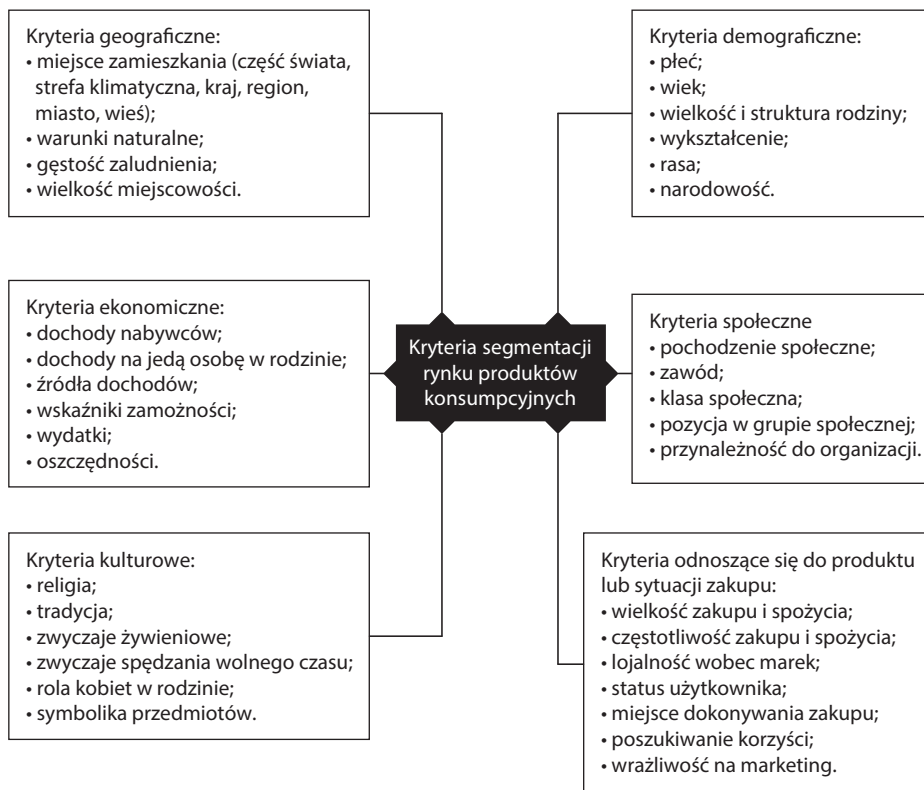 Kryteria geograficzne:
• miejsce zamieszkania (część świata,
strefa klimatyczna, kraj, region,
miasto, wieś);
• warunki naturalne;
• gęstość zaludnienia;
• wielkość miejscowości.
Kryteria demograficzne:
• płeć;
• wiek;
• wielkość i struktura rodziny;
• wykształcenie;
• rasa;
• narodowość.
Kryteria ekonomiczne:
• dochody nabywców;
• dochody na jedą osobę w rodzinie;
• źródła dochodów;
• wskaźniki zamożności;
• wydatki;
• oszczędności.
Kryteria segmentacji
rynku produktów
konsumpcyjnych
Kryteria społeczne
• pochodzenie społeczne;
• zawód;
• klasa społeczna;
• pozycja w grupie społecznej;
• przynależność do organizacji.
Kryteria kulturowe:
• religia;
• tradycja;
• zwyczaje żywieniowe;
• zwyczaje spędzania wolnego czasu;
• rola kobiet w rodzinie;
• symbolika przedmiotów.
Kryteria odnoszące się do produktu
lub sytuacji zakupu:
• wielkość zakupu i spożycia;
• częstotliwość zakupu i spożycia;
• lojalność wobec marek;
• status użytkownika;
• miejsce dokonywania zakupu;
• poszukiwanie korzyści;
• wrażliwość na marketing.